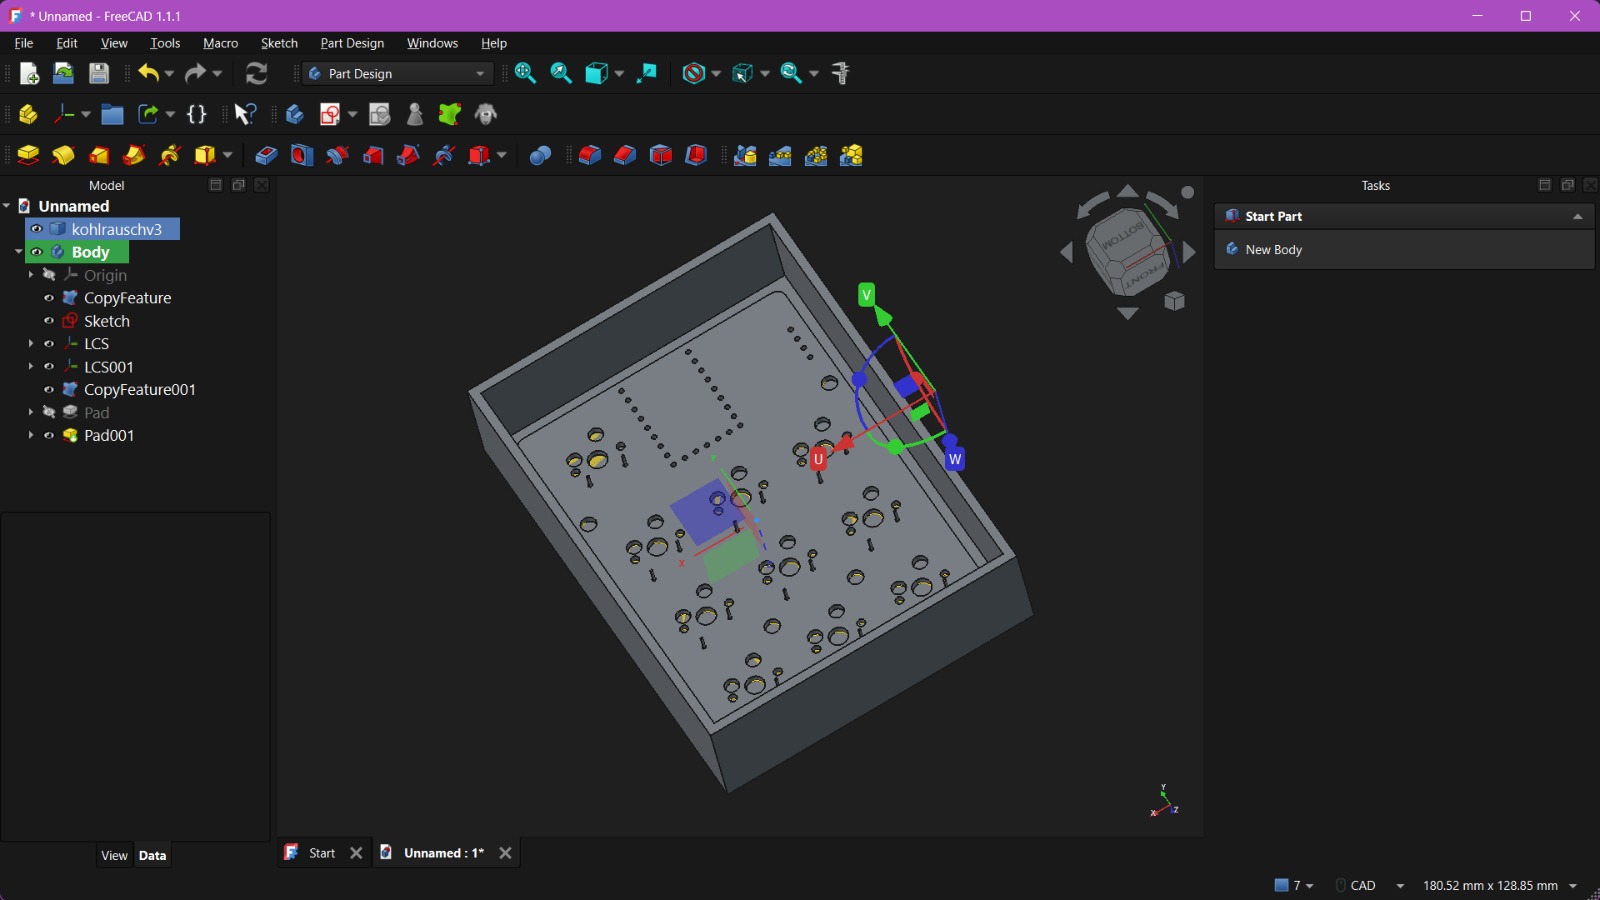 * Unnamed - FreeCAD 1.1.1
File Edit View Tools Macro Sketch Part Design Windows Help
Part Design
Model
Tasks
Unnamed
Start Part
kohlrauschv3
Body
New Body
Origin
CopyFeature
Sketch
LCS
LCS001
CopyFeature001
Pad
Pad001
BOTTOM
FRONT
V
U
W
Y
X
Y
X
Z
View Data
Start
Unnamed : 1*
7
CAD
180.52 mm x 128.85 mm